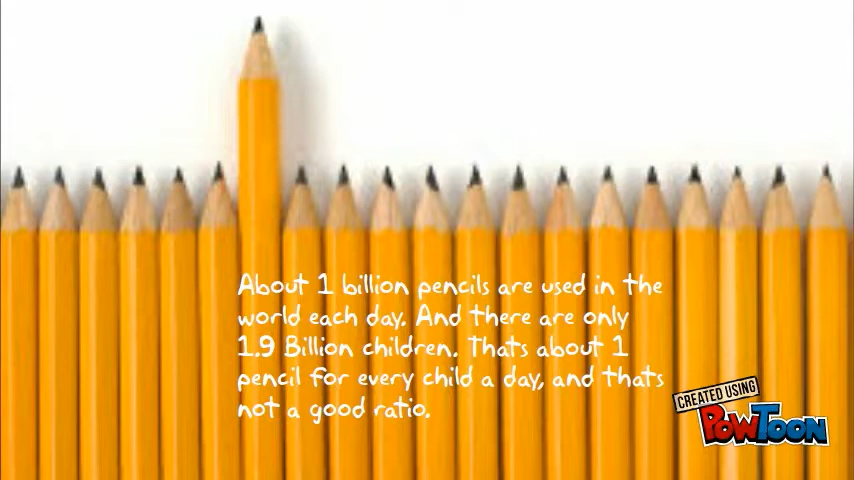 About 1 billion pencils are used in the
world each day. And there are only
1.9 Billion children. Thats about 1
pencil for every child a day, and thats
not a good ratio.
CREATED USING
POWTOON